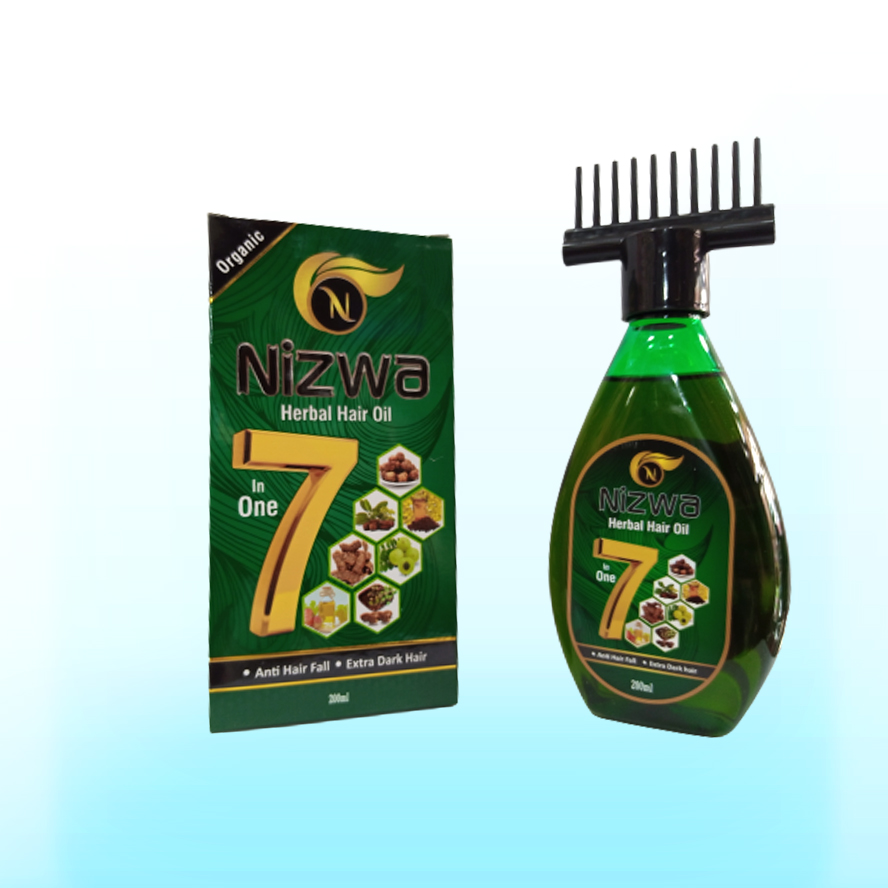 Organic
N
Nizwa
Herbal Hair Oil
7
In
One
• Anti Hair Fall • Extra Dark Hair
200ml
N
Nizwa
Herbal Hair Oil
7
In
One
• Anti Hair Fall • Extra Dark hair
200ml